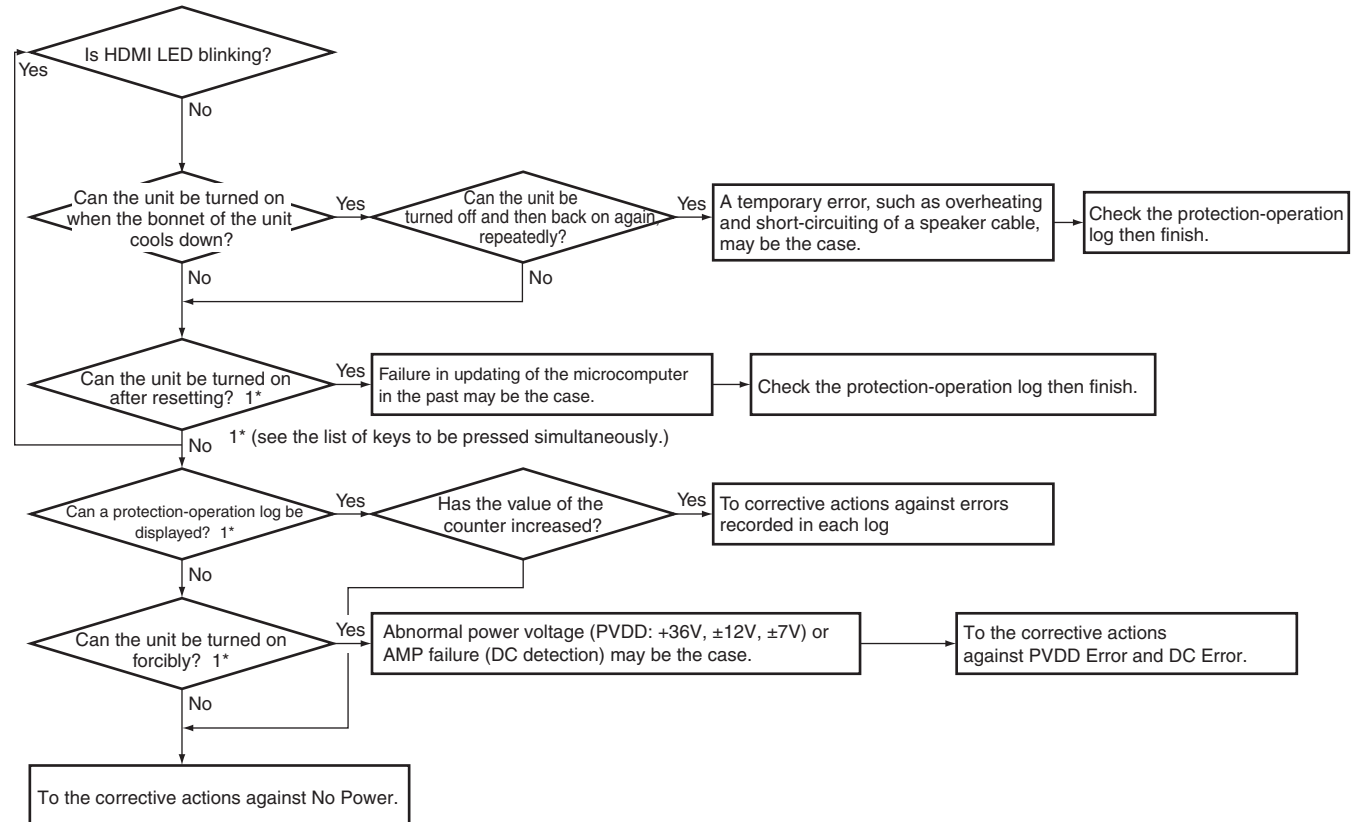 Is HDMI LED blinking?
Yes
No
Can the unit be turned on
when the bonnet of the unit
cools down?
Yes
Can the unit be
turned off and then back on again,
repeatedly?
Yes
A temporary error, such as overheating
and short-circuiting of a speaker cable,
may be the case.
Check the protection-operation
log then finish.
No
No
Can the unit be turned on
after resetting? 1*
Yes
Failure in updating of the microcomputer
in the past may be the case.
Check the protection-operation log then finish.
No
1* (see the list of keys to be pressed simultaneously.)
Can a protection-operation log be
displayed? 1*
Yes
Has the value of the
counter increased?
Yes
To corrective actions against errors
recorded in each log
No
Can the unit be turned on
forcibly? 1*
Yes
Abnormal power voltage (PVDD: +36V, ±12V, ±7V) or
AMP failure (DC detection) may be the case.
To the corrective actions
against PVDD Error and DC Error.
No
To the corrective actions against No Power.